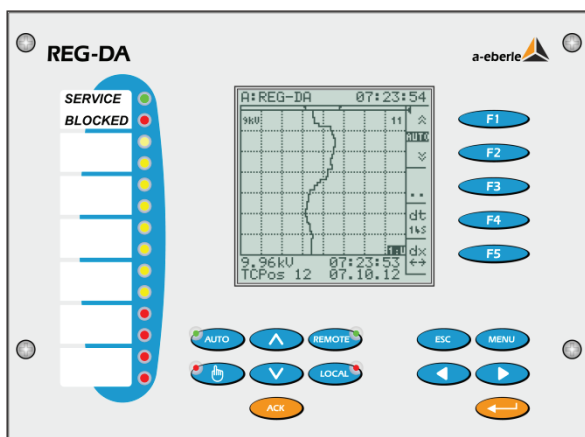 REG-DA
a-eberle
SERVICE
BLOCKED
A:REG-DA 07:23:54
9kV 11
AUTO
..
dt
14S
1:U
dx
9.96kV 07:23:53
TCPos 12 07.10.12
F1
F2
F3
F4
F5
AUTO
REMOTE
LOCAL
ACK
ESC
MENU